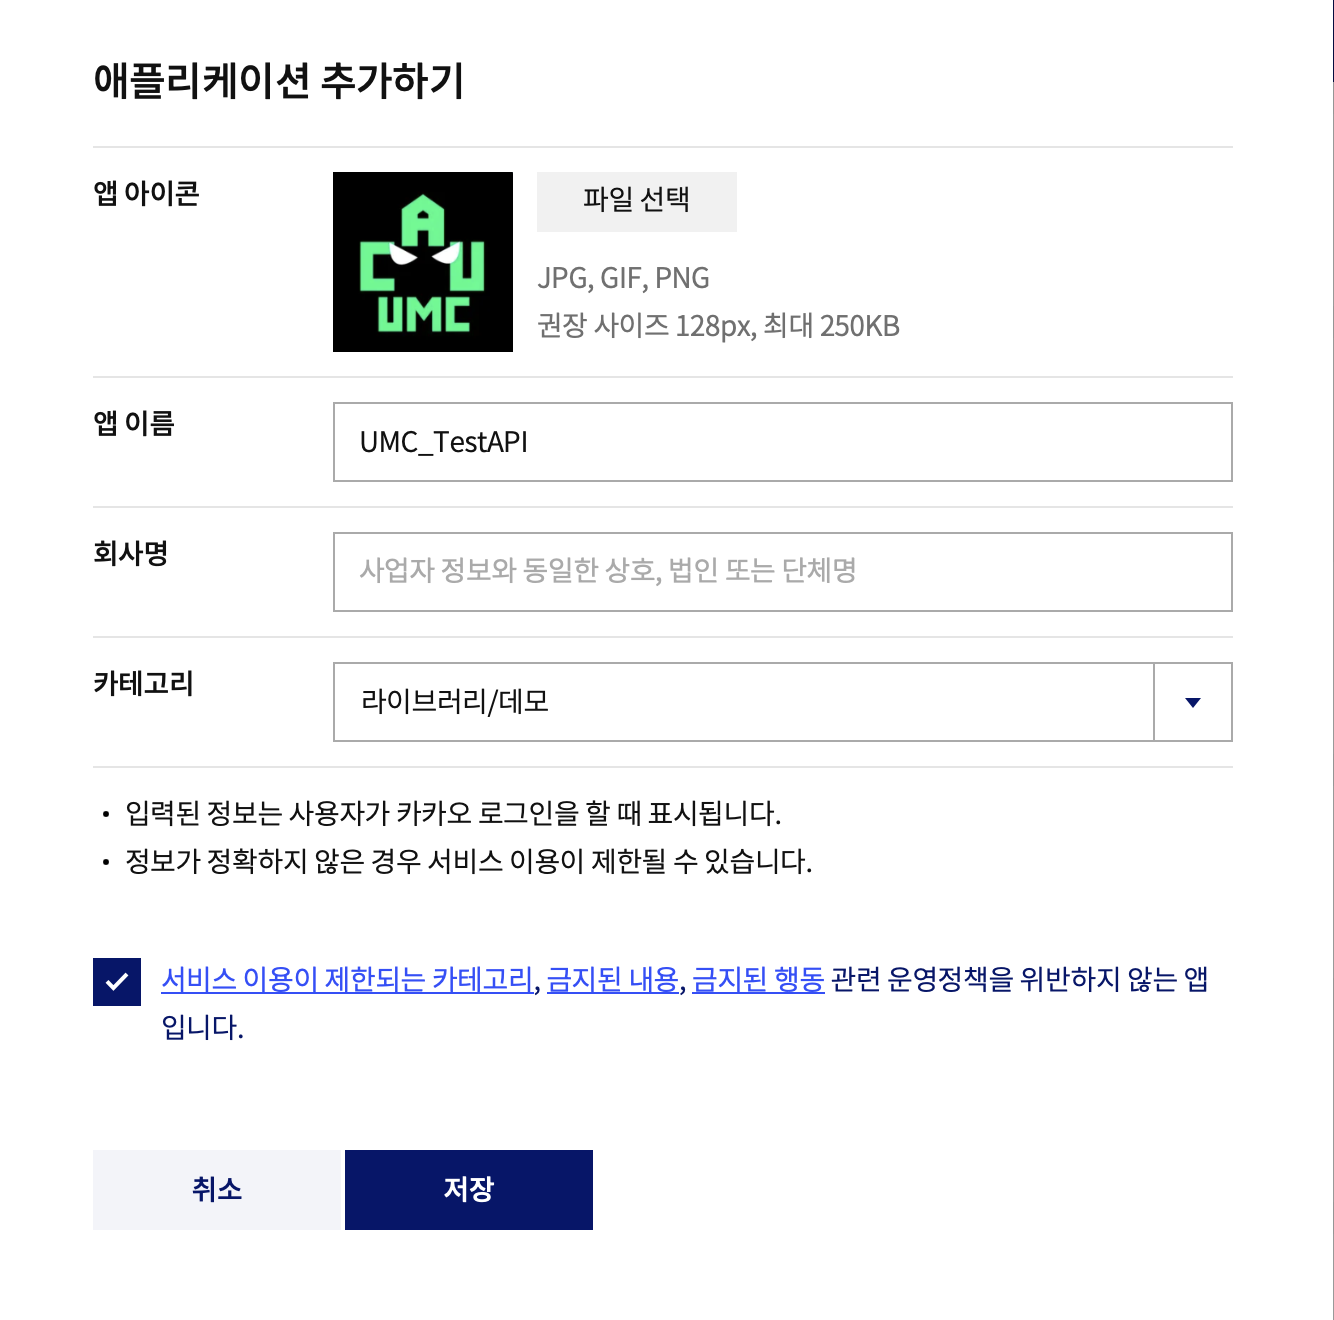 애플리케이션 추가하기
앱 아이콘
A
C U
UMC
파일 선택
JPG, GIF, PNG
권장 사이즈 128px, 최대 250KB
앱 이름
UMC_TestAPI
회사명
사업자 정보와 동일한 상호, 법인 또는 단체명
카테고리
라이브러리/데모
• 입력된 정보는 사용자가 카카오 로그인을 할 때 표시됩니다.
• 정보가 정확하지 않은 경우 서비스 이용이 제한될 수 있습니다.
서비스 이용이 제한되는 카테고리, 금지된 내용, 금지된 행동 관련 운영정책을 위반하지 않는 앱
입니다.
취소
저장